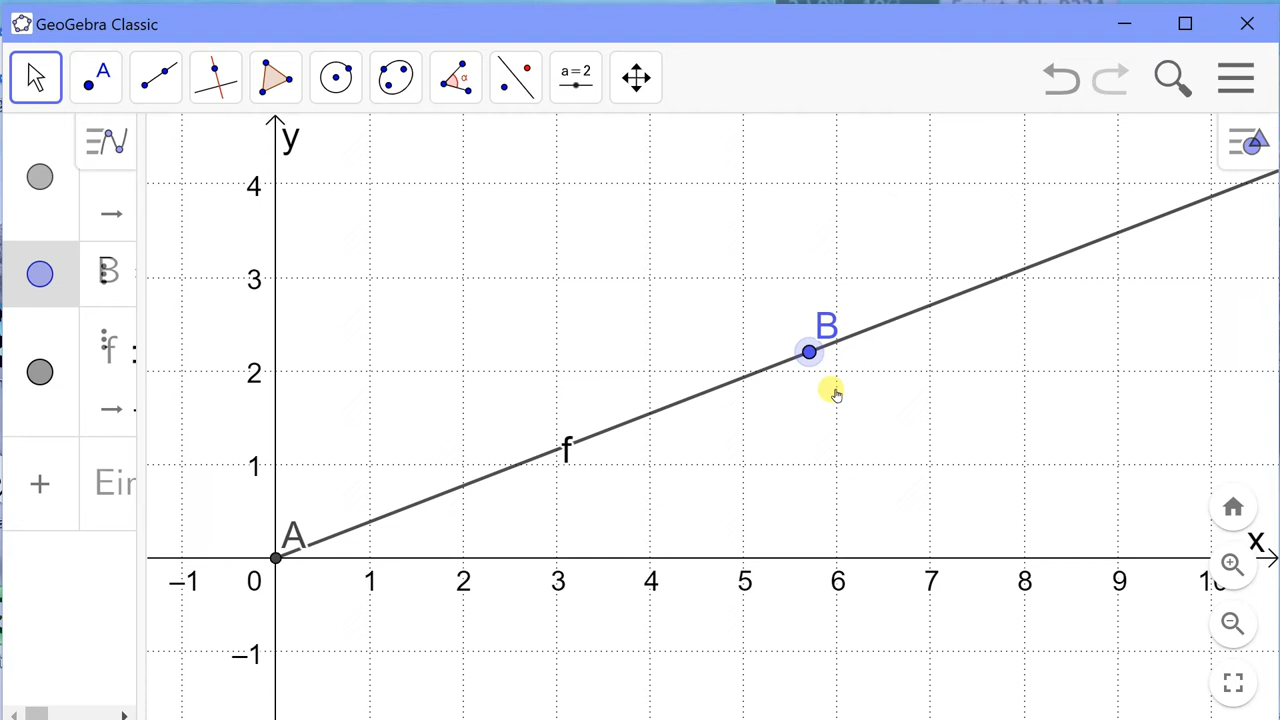 GeoGebra Classic
A
α
a=2
y
4
→
3
B :
B
2
f :
→
f
1
+
Ein
A
x
–1
0
1
2
3
4
5
6
7
8
9
–1